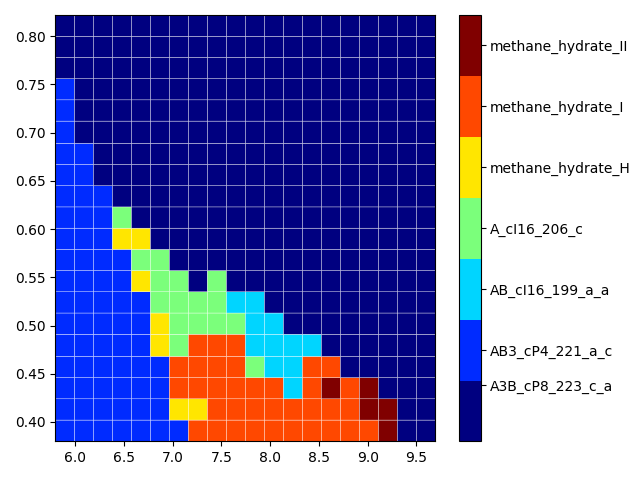 0.80
0.75
0.70
0.65
0.60
0.55
0.50
0.45
0.40
6.0 6.5 7.0 7.5 8.0 8.5 9.0 9.5
methane_hydrate_II
methane_hydrate_I
methane_hydrate_H
A_cI16_206_c
AB_cI16_199_a_a
AB3_cP4_221_a_c
A3B_cP8_223_c_a